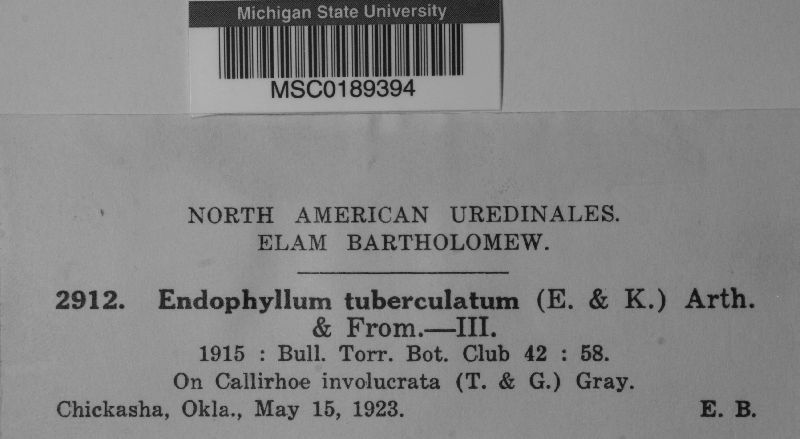 Michigan State University
MSC0189394
NORTH AMERICAN UREDINALES.
ELAM BARTHOLOMEW.
2912. Endophyllum tuberculatum (E. & K.) Arth.
& From.—III.
1915 : Bull. Torr. Bot. Club 42 : 58.
On Callirhoe involucrata (T. & G.) Gray.
Chickasha, Okla., May 15, 1923. E. B.